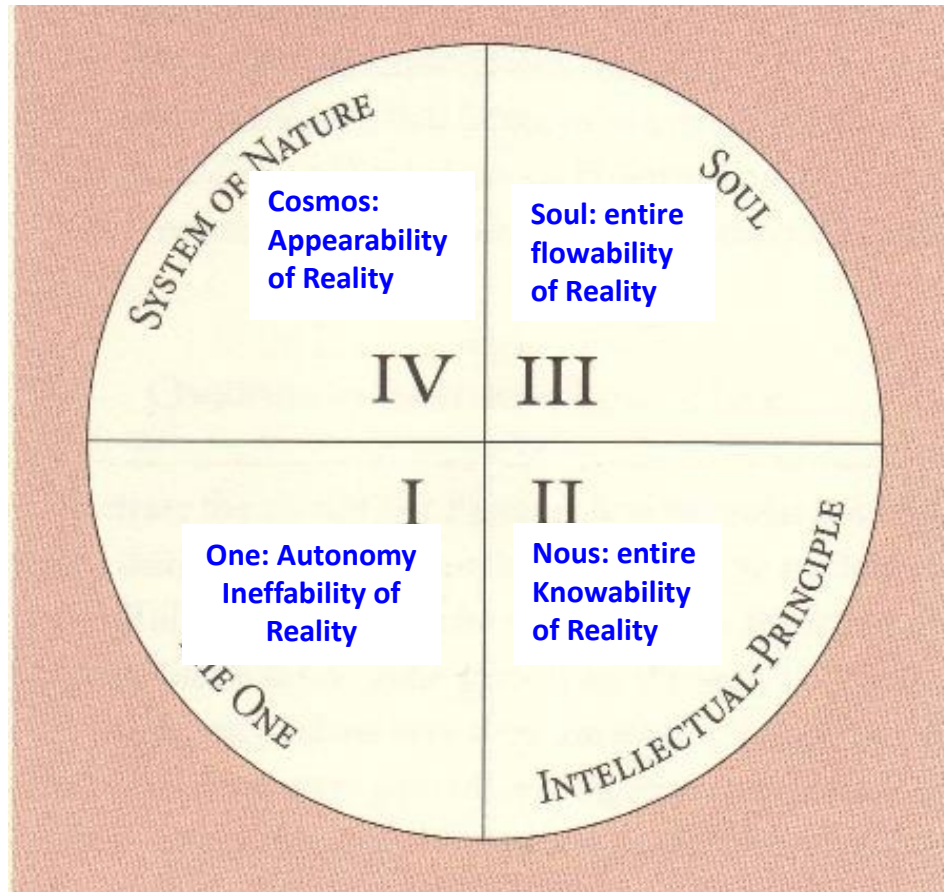 SYSTEM OF NATURE
SOUL
Cosmos:
Appearability
of Reality
Soul: entire
flowability
of Reality
IV
III
I
II
One: Autonomy
Ineffability of
Reality
Nous: entire
Knowability
of Reality
ONE
INTELLECTUAL-PRINCIPLE